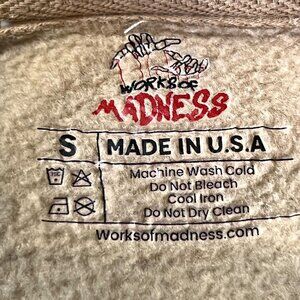 WORKS OF
MADNESS
S
MADE IN U.S.A
Machine Wash Cold
Do Not Bleach
Cool Iron
Do Not Dry Clean
Worksofmadness.com